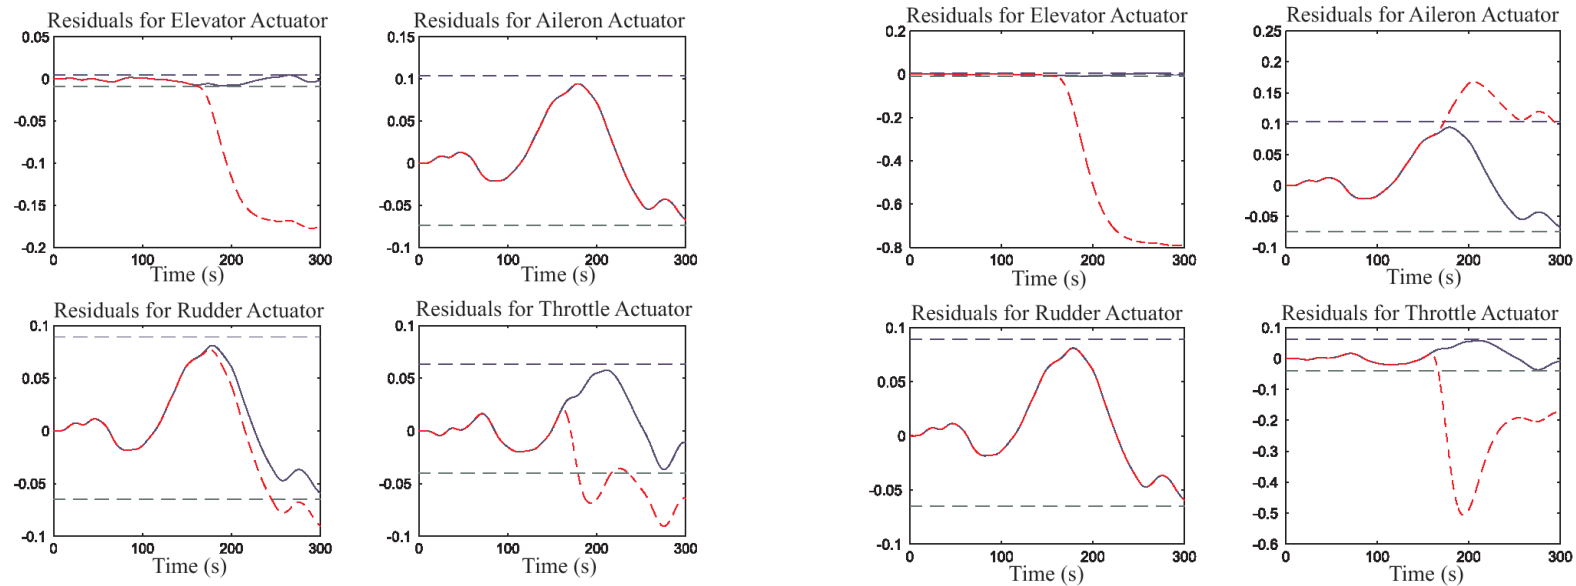 Residuals for Elevator Actuator
0.05
0
-0.05
-0.1
-0.15
-0.2
0 100 200 300
Time (s)
Residuals for Aileron Actuator
0.15
0.1
0.05
0
-0.05
-0.1
0 100 200 300
Time (s)
Residuals for Rudder Actuator
0.1
0.05
0
-0.05
-0.1
0 100 200 300
Time (s)
Residuals for Throttle Actuator
0.1
0.05
0
-0.05
-0.1
0 100 200 300
Time (s)
Residuals for Elevator Actuator
0.2
0
-0.2
-0.4
-0.6
-0.8
0 100 200 300
Time (s)
Residuals for Aileron Actuator
0.25
0.2
0.15
0.1
0.05
0
-0.05
-0.1
0 100 200 300
Time (s)
Residuals for Rudder Actuator
0.1
0.05
0
-0.05
-0.1
0 100 200 300
Time (s)
Residuals for Throttle Actuator
0.1
0
-0.1
-0.2
-0.3
-0.4
-0.5
-0.6
0 100 200 300
Time (s)